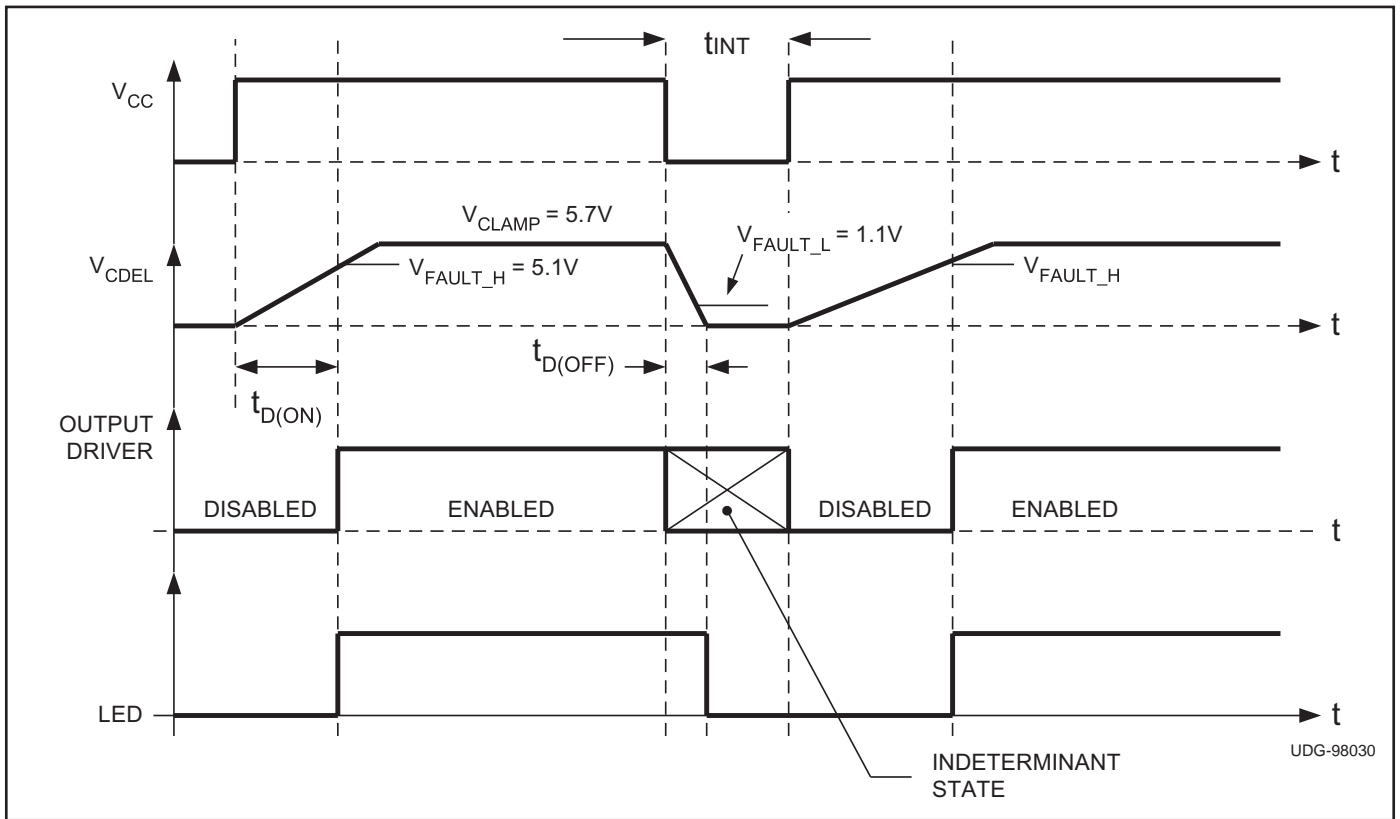 tINT
VCC
t
VCLAMP = 5.7V
VFAULT_L = 1.1V
VCDEL
VFAULT_H = 5.1V
VFAULT_H
t
tD(OFF)
tD(ON)
OUTPUT
DRIVER
DISABLED
ENABLED
DISABLED
ENABLED
t
LED
t
UDG-98030
INDETERMINANT
STATE